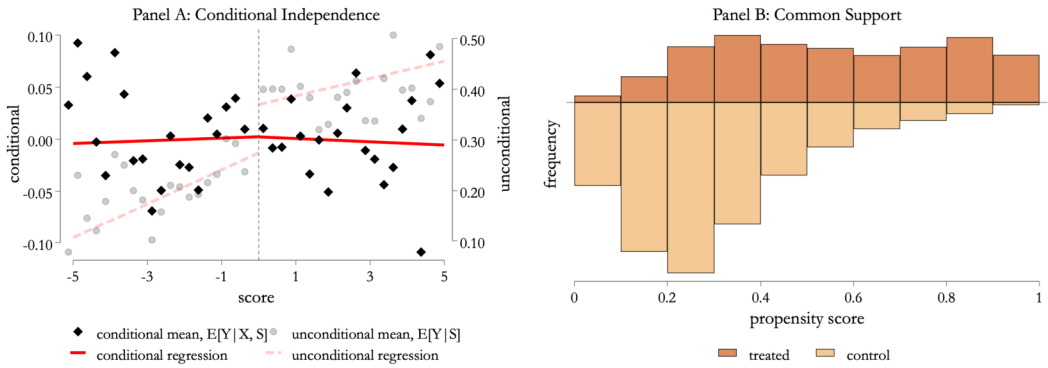 Panel A: Conditional Independence
0.10
0.05
0.00
-0.05
-0.10
conditional
0.50
0.40
0.30
0.20
0.10
unconditional
-5
-3
-1
1
3
5
score
conditional mean, E[Y|X, S]
unconditional mean, E[Y|S]
conditional regression
unconditional regression
Panel B: Common Support
frequency
0
0.2
0.4
0.6
0.8
1
propensity score
treated
control